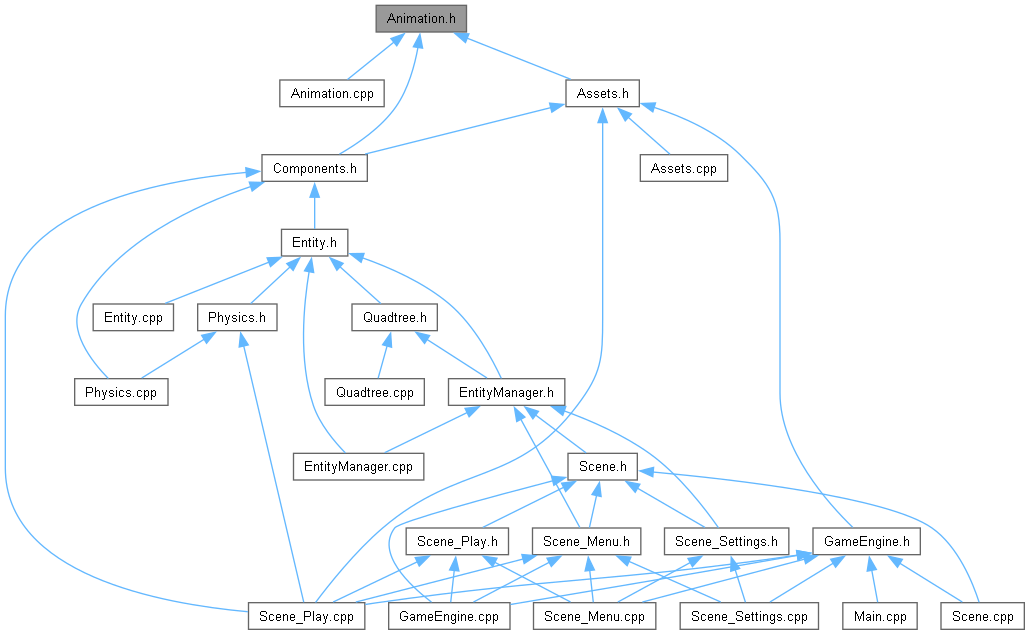 Animation.h
Animation.cpp
Assets.h
Components.h
Assets.cpp
Entity.h
Entity.cpp
Physics.h
Quadtree.h
Physics.cpp
Quadtree.cpp
EntityManager.h
EntityManager.cpp
Scene.h
Scene_Play.h
Scene_Menu.h
Scene_Settings.h
GameEngine.h
Scene_Play.cpp
GameEngine.cpp
Scene_Menu.cpp
Scene_Settings.cpp
Main.cpp
Scene.cpp